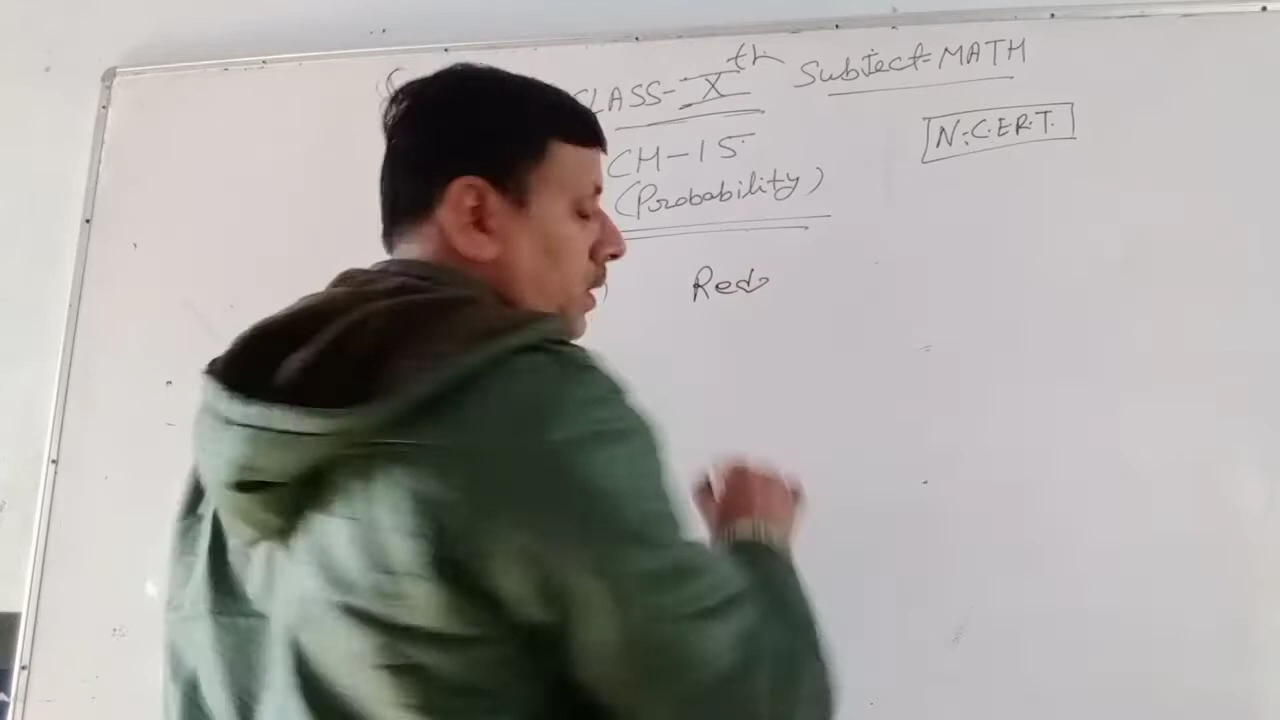 CLASS-Xth Subject=MATH
N.C.E.R.T.
CH-15
(Probability)
Red